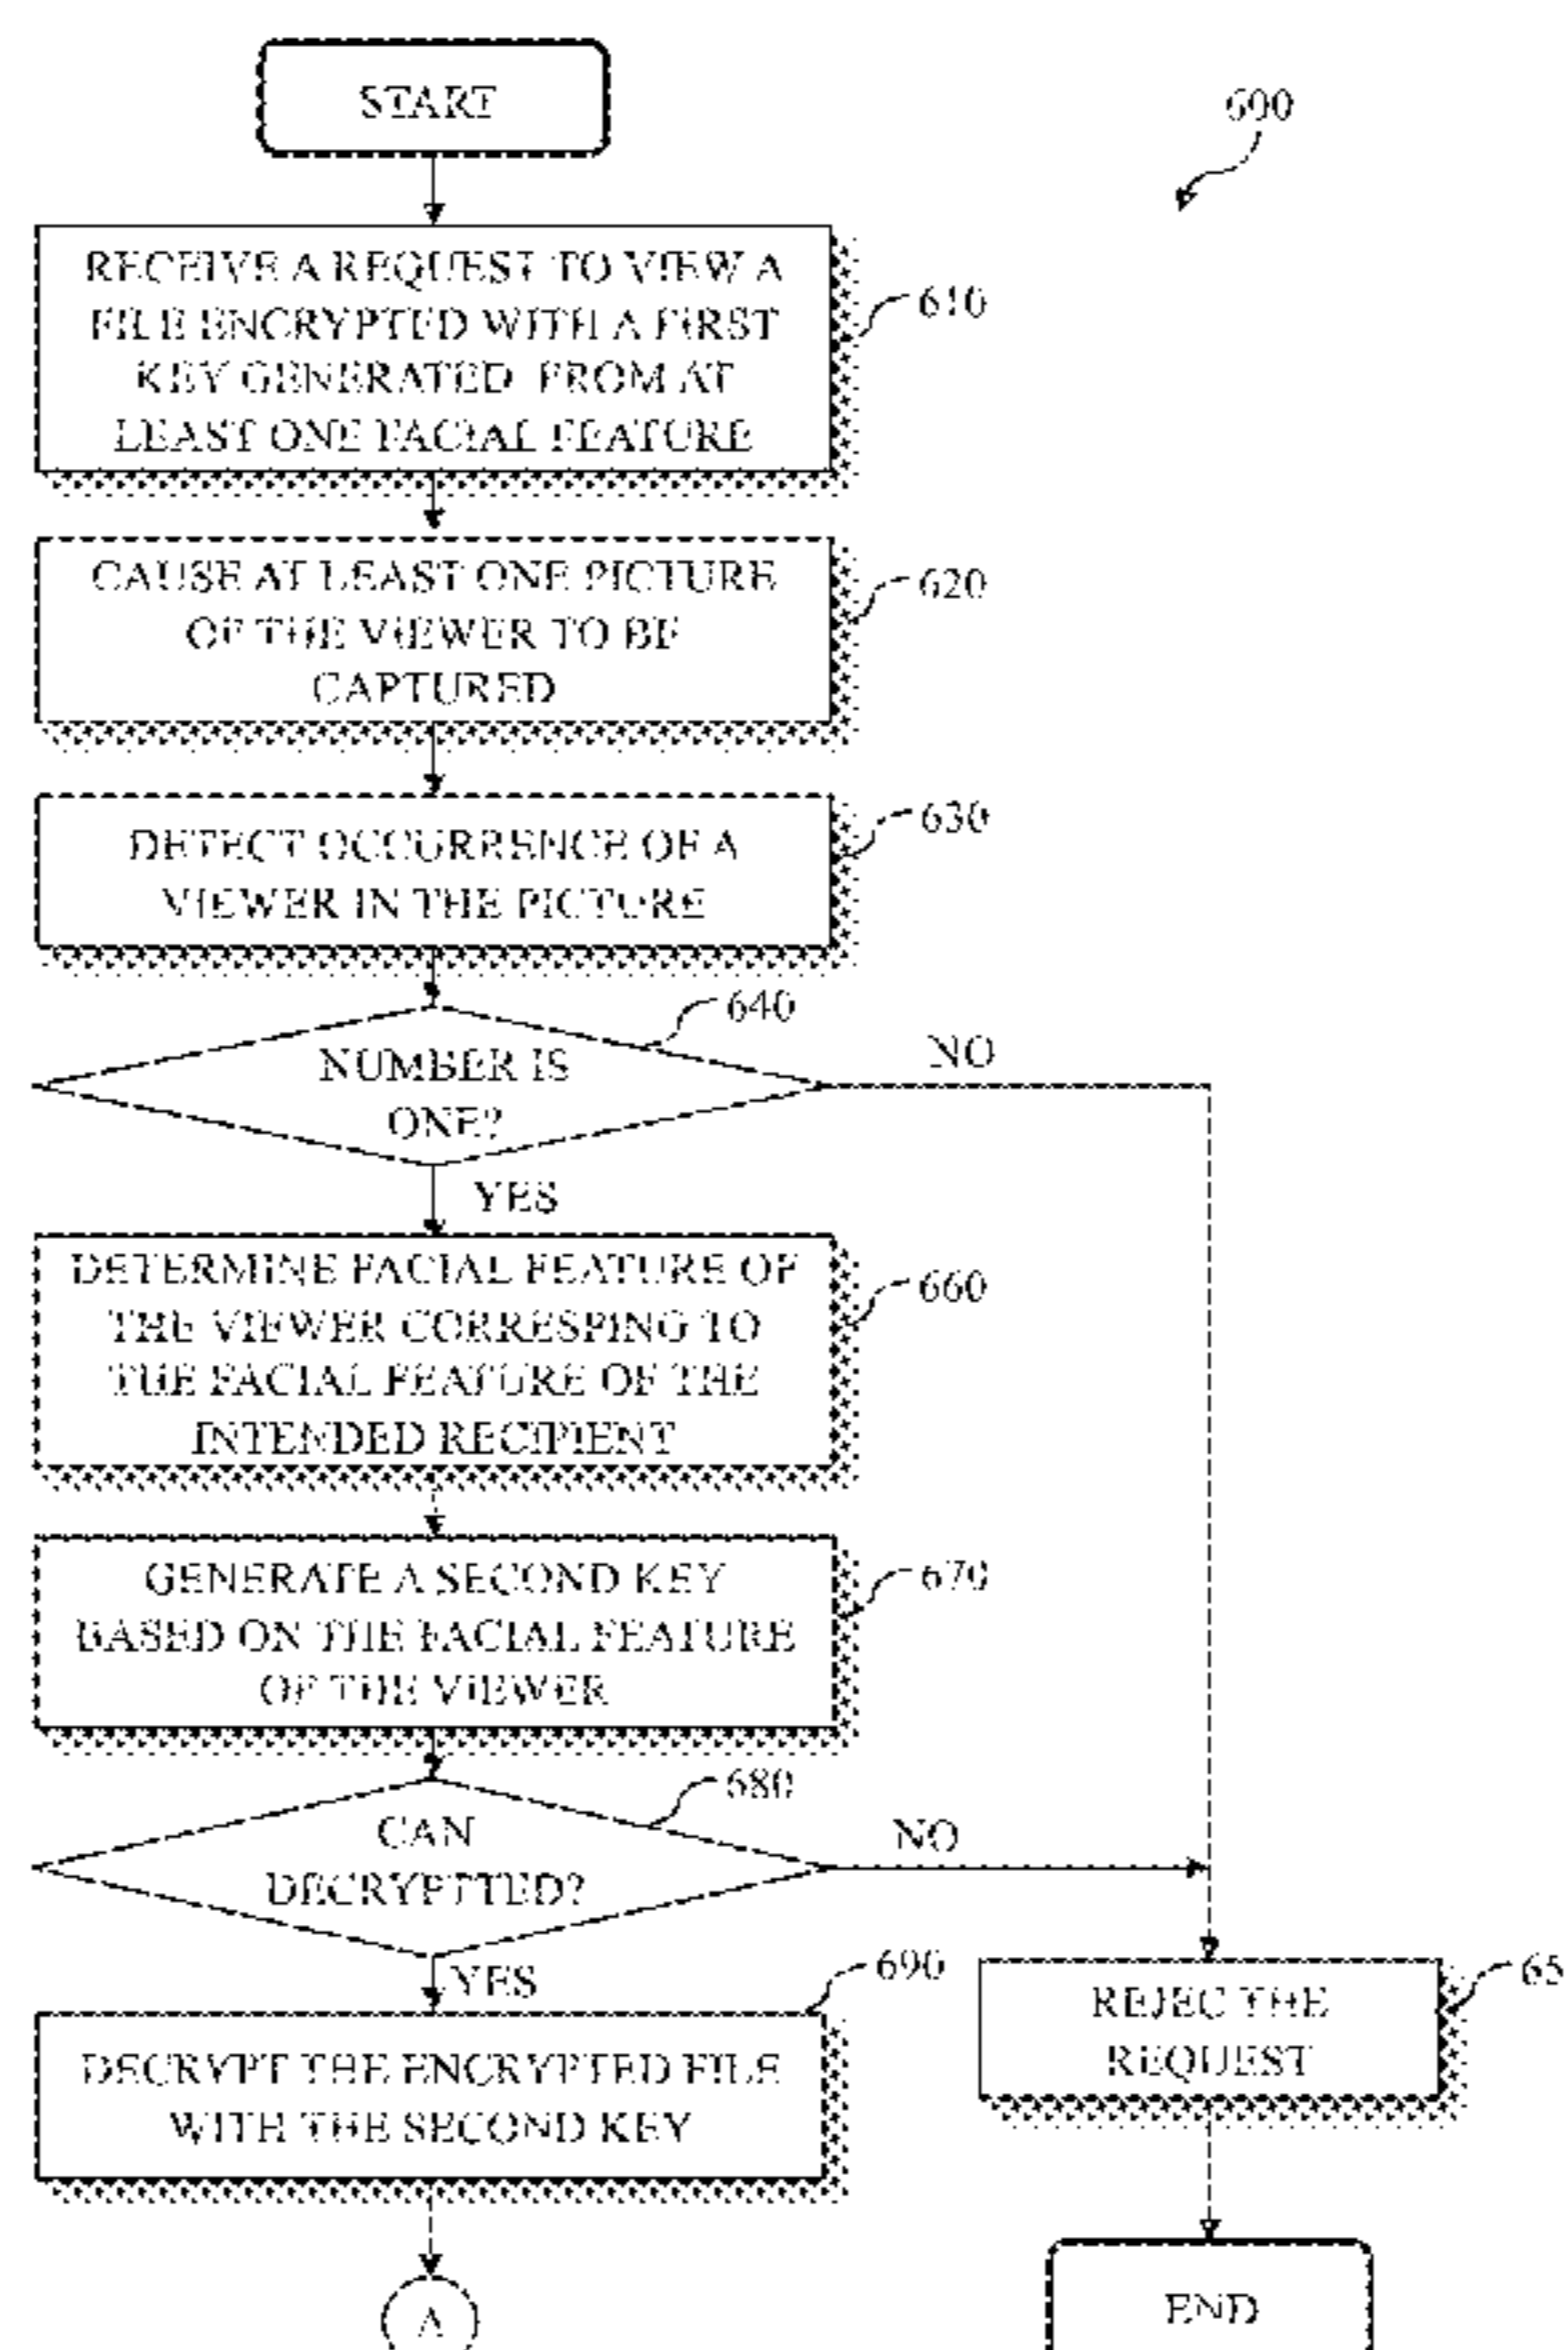 START
600
RECEIVE A REQUEST TO VIEW A
FILE ENCRYPTED WITH A FIRST
KEY GENERATED FROM AT
LEAST ONE FACIAL FEATURE
610
CAUSE AT LEAST ONE PICTURE
OF THE VIEWER TO BE
CAPTURED
620
DETECT OCCURRENCE OF A
VIEWER IN THE PICTURE
630
640
NUMBER IS
ONE?
NO
YES
DETERMINE FACIAL FEATURE OF
THE VIEWER CORRESPING TO
THE FACIAL FEATURE OF THE
INTENDED RECIPIENT
660
GENERATE A SECOND KEY
BASED ON THE FACIAL FEATURE
OF THE VIEWER
670
680
CAN
DECRYPTTED?
NO
YES
690
DECRYPT THE ENCRYPTED FILE
WITH THE SECOND KEY
REJEC THE
REQUEST
65
A
END